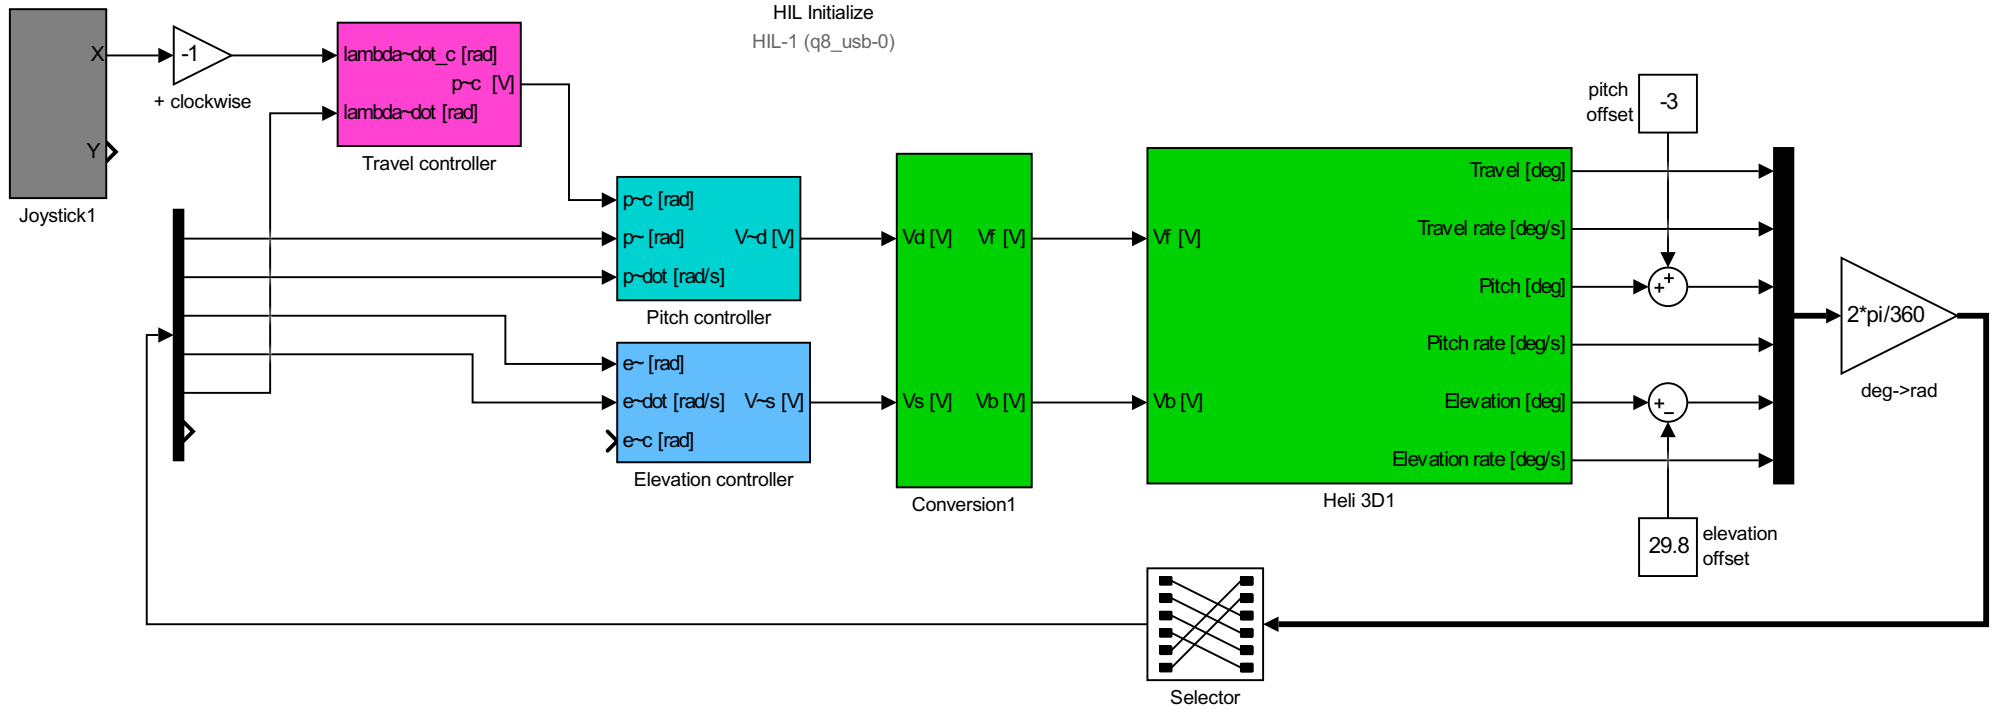 HIL Initialize
HIL-1 (q8_usb-0)
X
Y
Joystick1
-1
+ clockwise
lambda~dot_c [rad]
p~c [V]
lambda~dot [rad]
Travel controller
p~c [rad]
p~ [rad]
V~d [V]
p~dot [rad/s]
Pitch controller
e~ [rad]
e~dot [rad/s]
V~s [V]
e~c [rad]
Elevation controller
Vd [V]
Vf [V]
Vs [V]
Vb [V]
Conversion1
Vf [V]
Vb [V]
Travel [deg]
Travel rate [deg/s]
Pitch [deg]
Pitch rate [deg/s]
Elevation [deg]
Elevation rate [deg/s]
Heli 3D1
pitch
offset
-3
+
+
+
−
29.8
elevation
offset
2*pi/360
deg->rad
Selector